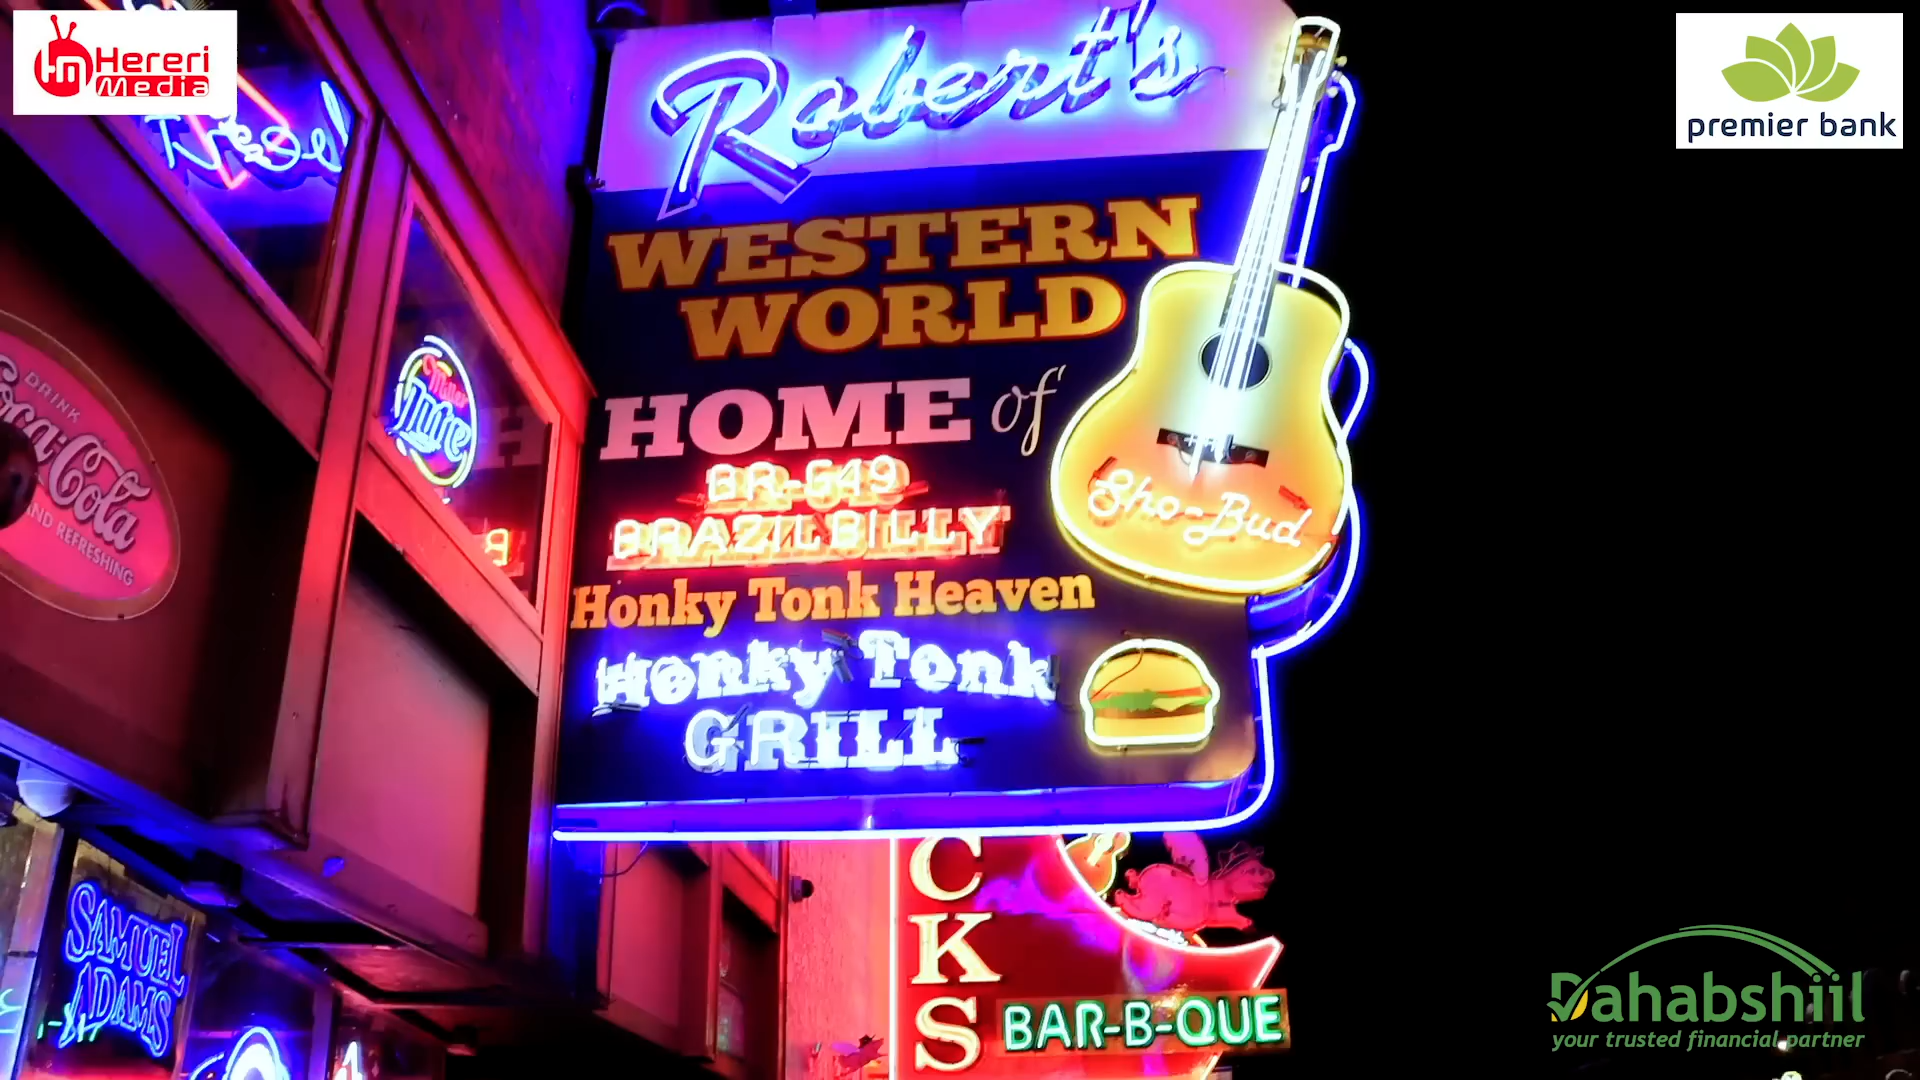 Hereri
Media
premier bank
Robert's
WESTERN
WORLD
HOME of
BR-549
BRAZILBILLY
Sho-Bud
Honky Tonk Heaven
Honky Tonk
GRILL
DRINK
Coca-Cola
AND REFRESHING
Miller
Lite
SAMUEL
ADAMS
CKS
BAR-B-QUE
Dahabshiil
your trusted financial partner